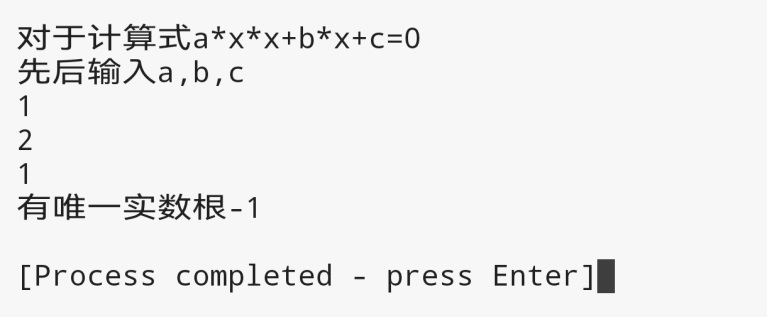 对于计算式a*x*x+b*x+c=0
先后输入a,b,c
1
2
1
有唯一实数根-1
[Process completed - press Enter]